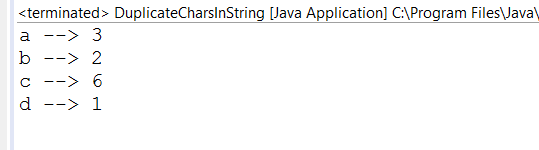 <terminated> DuplicateCharsInString [Java Application] C:\Program Files\Java\
a --> 3
b --> 2
c --> 6
d --> 1